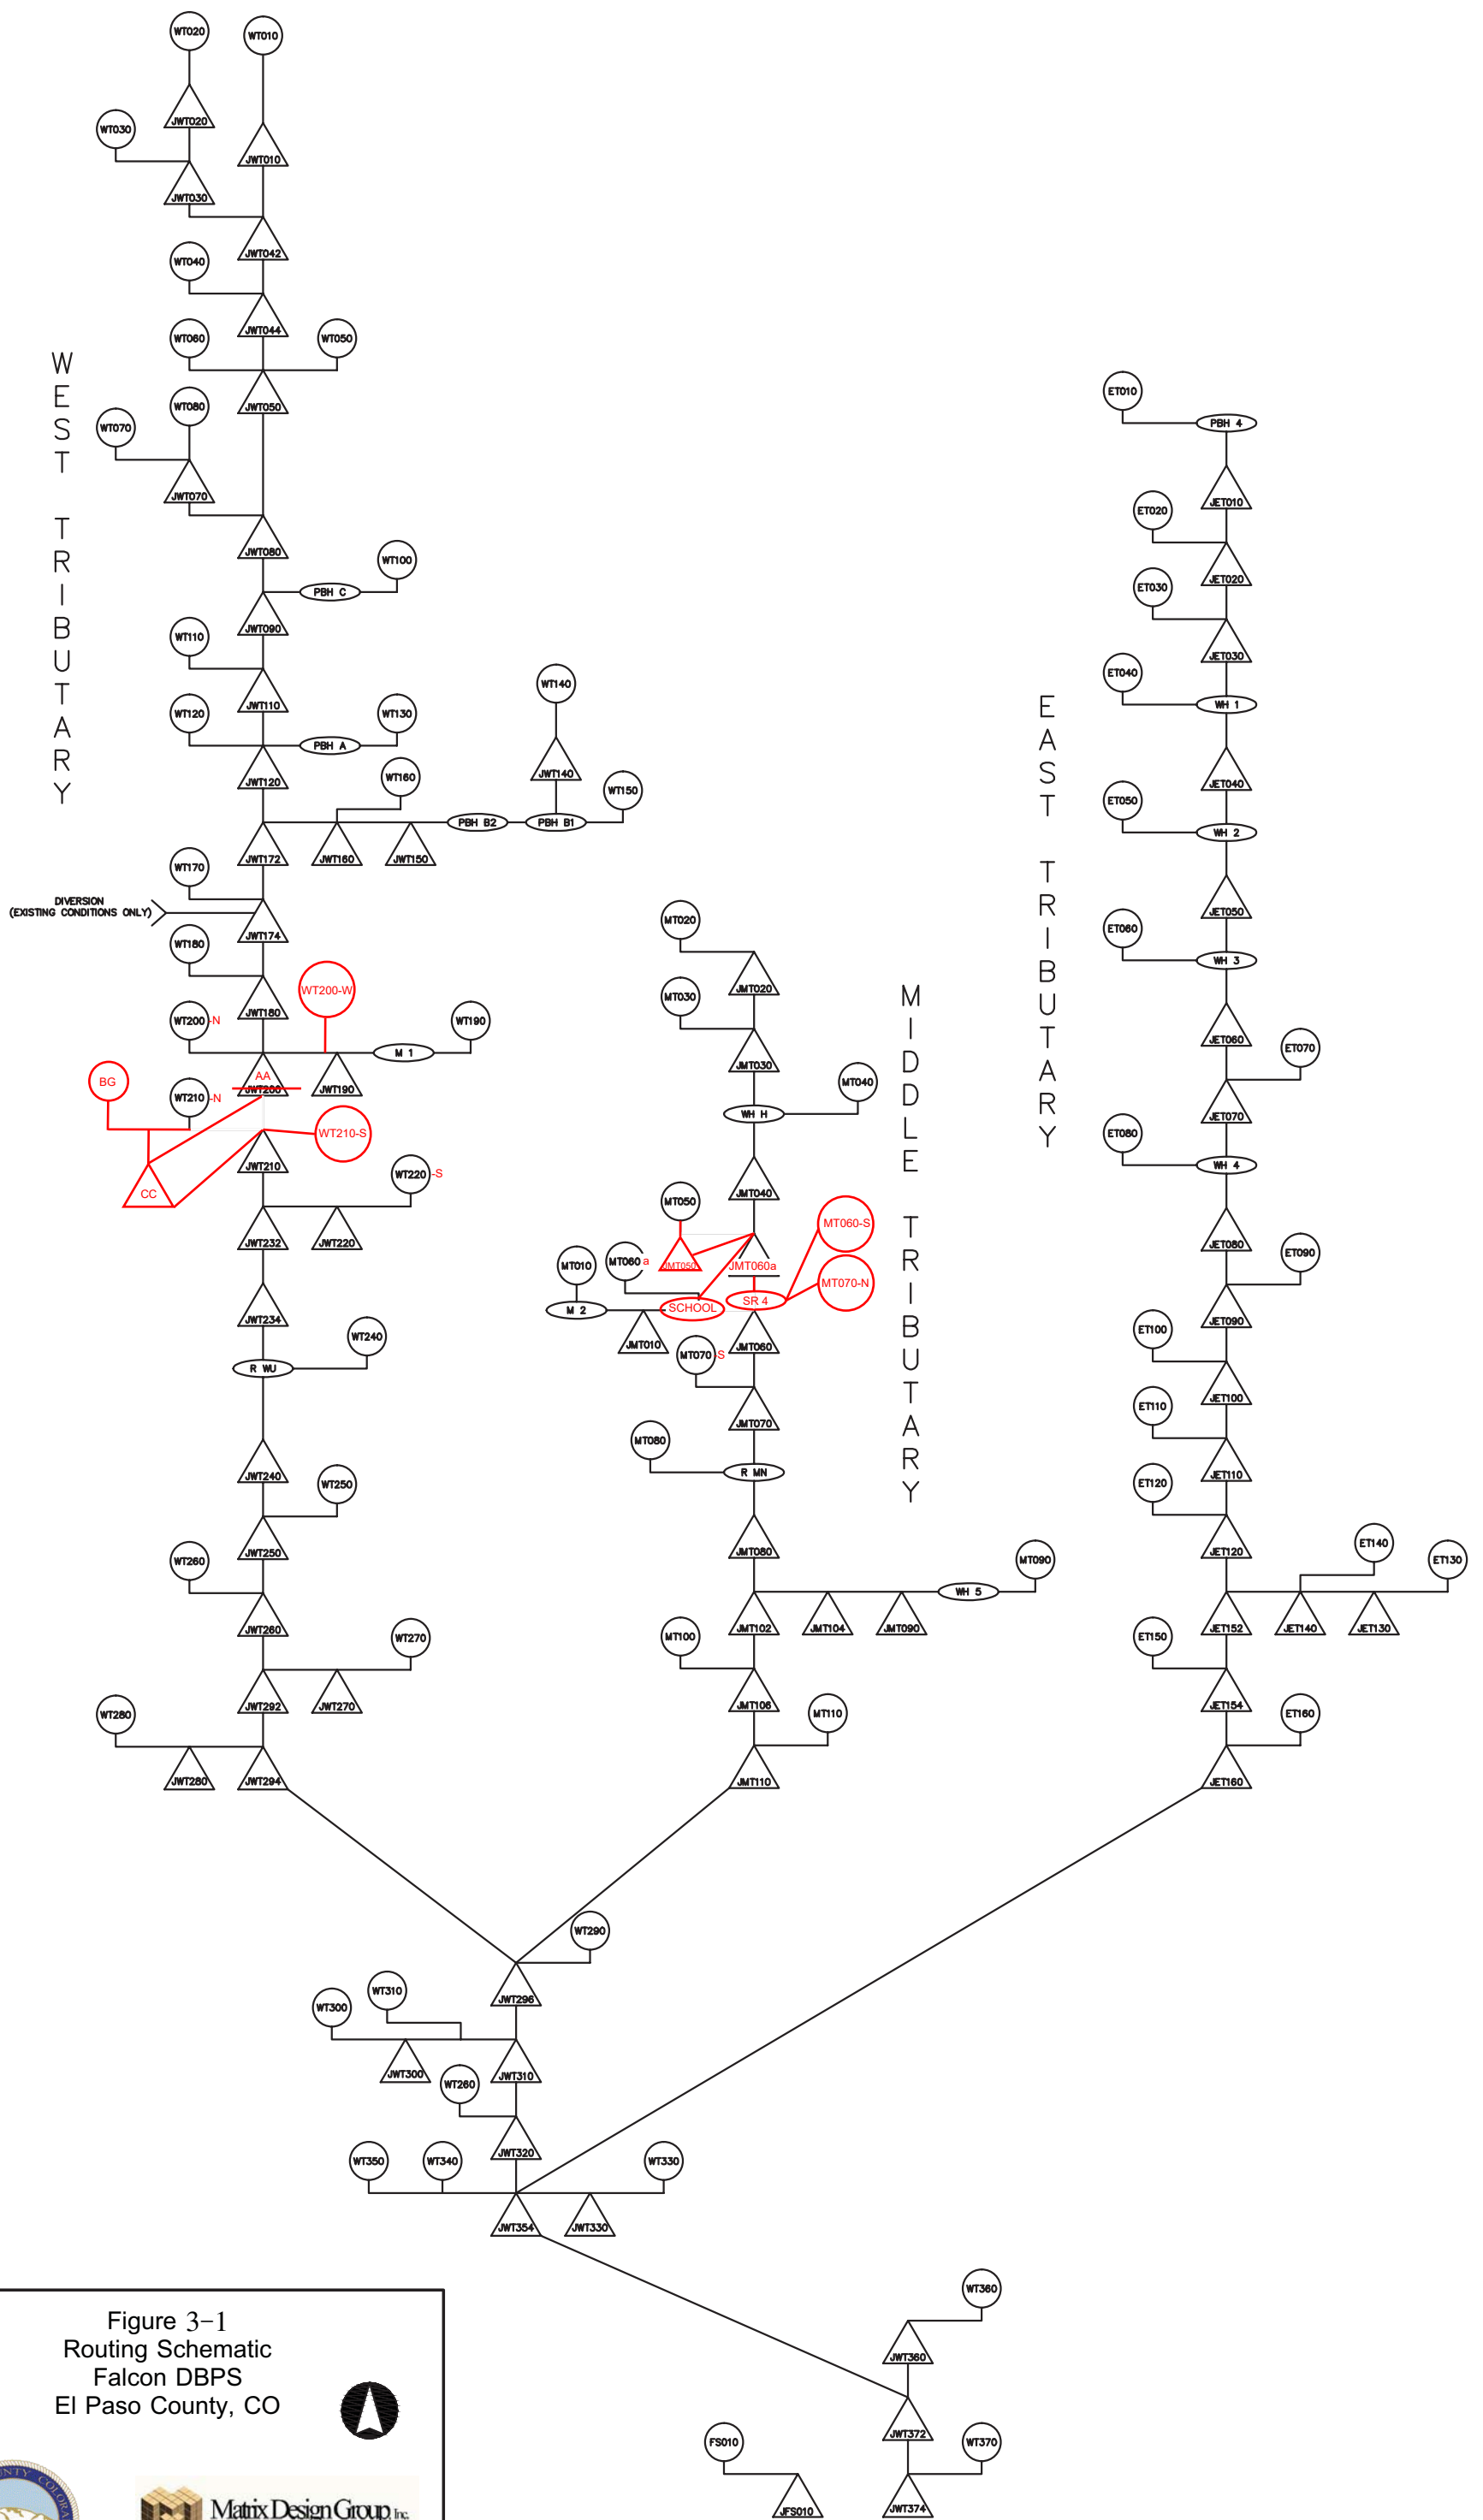 WT020
WT010
JWT020
WT030
JWT010
JWT030
JWT042
WT040
JWT044
WT060
WT050
JWT050
WT080
WT070
JWT070
JWT080
WT100
PBH C
JWT090
WT110
JWT110
WT120
WT130
PBH A
JWT120
WT140
JWT140
WT160
WT150
PBH B2
PBH B1
JWT172
JWT160
JWT150
WT170
DIVERSION
(EXISTING CONDITIONS ONLY)
JWT174
WT180
JWT180
WT200-W
WT200-N
WT190
M 1
AA
JWT200
JWT190
BG
WT210-N
WT210-S
JWT210
CC
WT220-S
JWT232
JWT220
JWT234
WT240
R WU
JWT240
WT250
JWT250
WT260
JWT260
WT270
JWT292
JWT270
WT280
JWT280
JWT294
WEST TRIBUTARY
MT020
JMT020
MT030
JMT030
MT040
WH H
JMT040
MT050
JMT050
MT060-S
MT060 a
JMT060a
MT010
MT070-N
M 2
SCHOOL
SR 4
JMT010
JMT060
MT070-S
JMT070
MT080
R MN
JMT080
MT090
WH 5
JMT102
JMT104
JMT090
MT100
JMT106
MT110
JMT110
MIDDLE TRIBUTARY
ET010
PBH 4
JET010
ET020
JET020
ET030
JET030
ET040
WH 1
JET040
ET050
WH 2
JET050
ET060
WH 3
JET060
ET070
JET070
ET080
WH 4
JET080
ET090
JET090
ET100
JET100
ET110
JET110
ET120
JET120
ET140
ET130
JET152
JET140
JET130
ET150
JET154
ET160
JET160
EAST TRIBUTARY
WT290
JWT296
WT310
WT300
JWT300
JWT310
WT260
JWT320
WT350
WT340
WT330
JWT354
JWT330
WT360
JWT360
JWT372
FS010
WT370
JFS010
JWT374
Figure 3-1
Routing Schematic
Falcon DBPS
El Paso County, CO
Matrix Design Group, Inc.